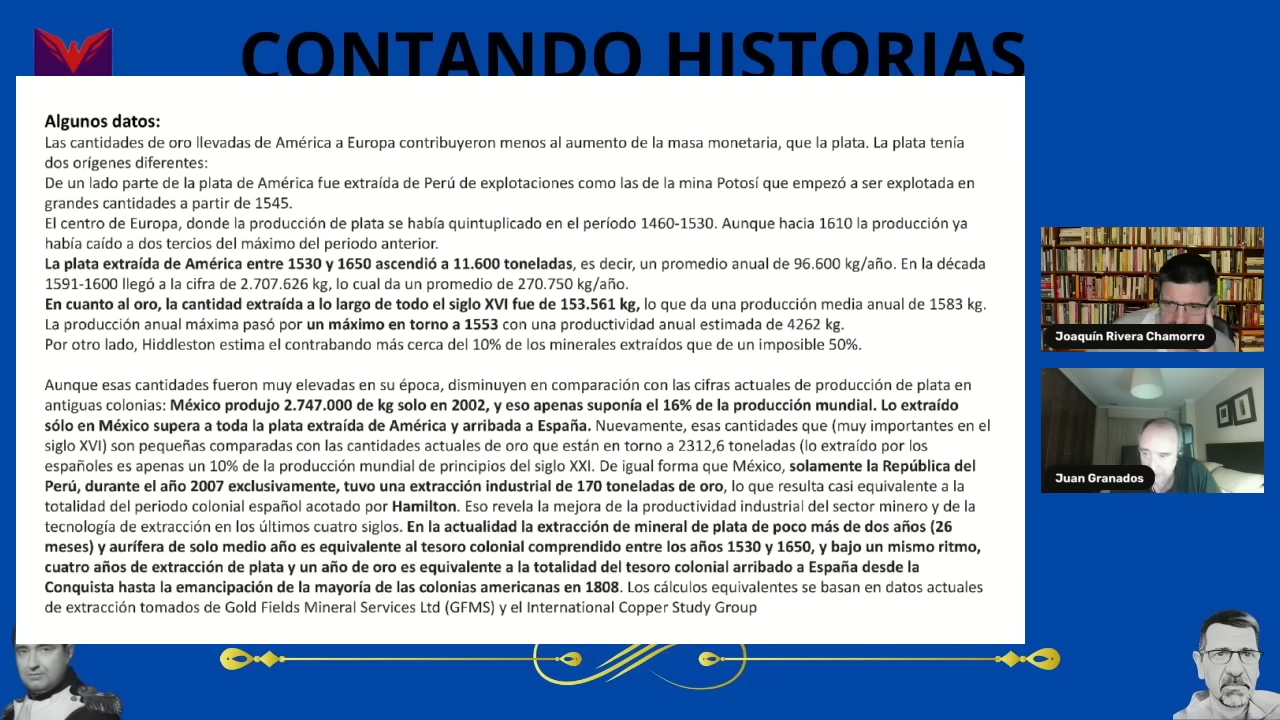 CONTANDO HISTORIAS
Algunos datos:
Las cantidades de oro llevadas de América a Europa contribuyeron menos al aumento de la masa monetaria, que la plata. La plata tenía
dos orígenes diferentes:
De un lado parte de la plata de América fue extraída de Perú de explotaciones como las de la mina Potosí que empezó a ser explotada en
grandes cantidades a partir de 1545.
El centro de Europa, donde la producción de plata se había quintuplicado en el período 1460-1530. Aunque hacia 1610 la producción ya
había caído a dos tercios del máximo del periodo anterior.
La plata extraída de América entre 1530 y 1650 ascendió a 11.600 toneladas, es decir, un promedio anual de 96.600 kg/año. En la década
1591-1600 llegó a la cifra de 2.707.626 kg, lo cual da un promedio de 270.750 kg/año.
En cuanto al oro, la cantidad extraída a lo largo de todo el siglo XVI fue de 153.561 kg, lo que da una producción media anual de 1583 kg.
La producción anual máxima pasó por un máximo en torno a 1553 con una productividad anual estimada de 4262 kg.
Por otro lado, Hiddleston estima el contrabando más cerca del 10% de los minerales extraídos que de un imposible 50%.
Aunque esas cantidades fueron muy elevadas en su época, disminuyen en comparación con las cifras actuales de producción de plata en
antiguas colonias: México produjo 2.747.000 de kg solo en 2002, y eso apenas suponía el 16% de la producción mundial. Lo extraído
sólo en México supera a toda la plata extraída de América y arribada a España. Nuevamente, esas cantidades que (muy importantes en el
siglo XVI) son pequeñas comparadas con las cantidades actuales de oro que están en torno a 2312,6 toneladas (lo extraído por los
españoles es apenas un 10% de la producción mundial de principios del siglo XXI. De igual forma que México, solamente la República del
Perú, durante el año 2007 exclusivamente, tuvo una extracción industrial de 170 toneladas de oro, lo que resulta casi equivalente a la
totalidad del periodo colonial español acotado por Hamilton. Eso revela la mejora de la productividad industrial del sector minero y de la
tecnología de extracción en los últimos cuatro siglos. En la actualidad la extracción de mineral de plata de poco más de dos años (26
meses) y aurífera de solo medio año es equivalente al tesoro colonial comprendido entre los años 1530 y 1650, y bajo un mismo ritmo,
cuatro años de extracción de plata y un año de oro es equivalente a la totalidad del tesoro colonial arribado a España desde la
Conquista hasta la emancipación de la mayoría de las colonias americanas en 1808. Los cálculos equivalentes se basan en datos actuales
de extracción tomados de Gold Fields Mineral Services Ltd (GFMS) y el International Copper Study Group
Joaquín Rivera Chamorro
Juan Granados